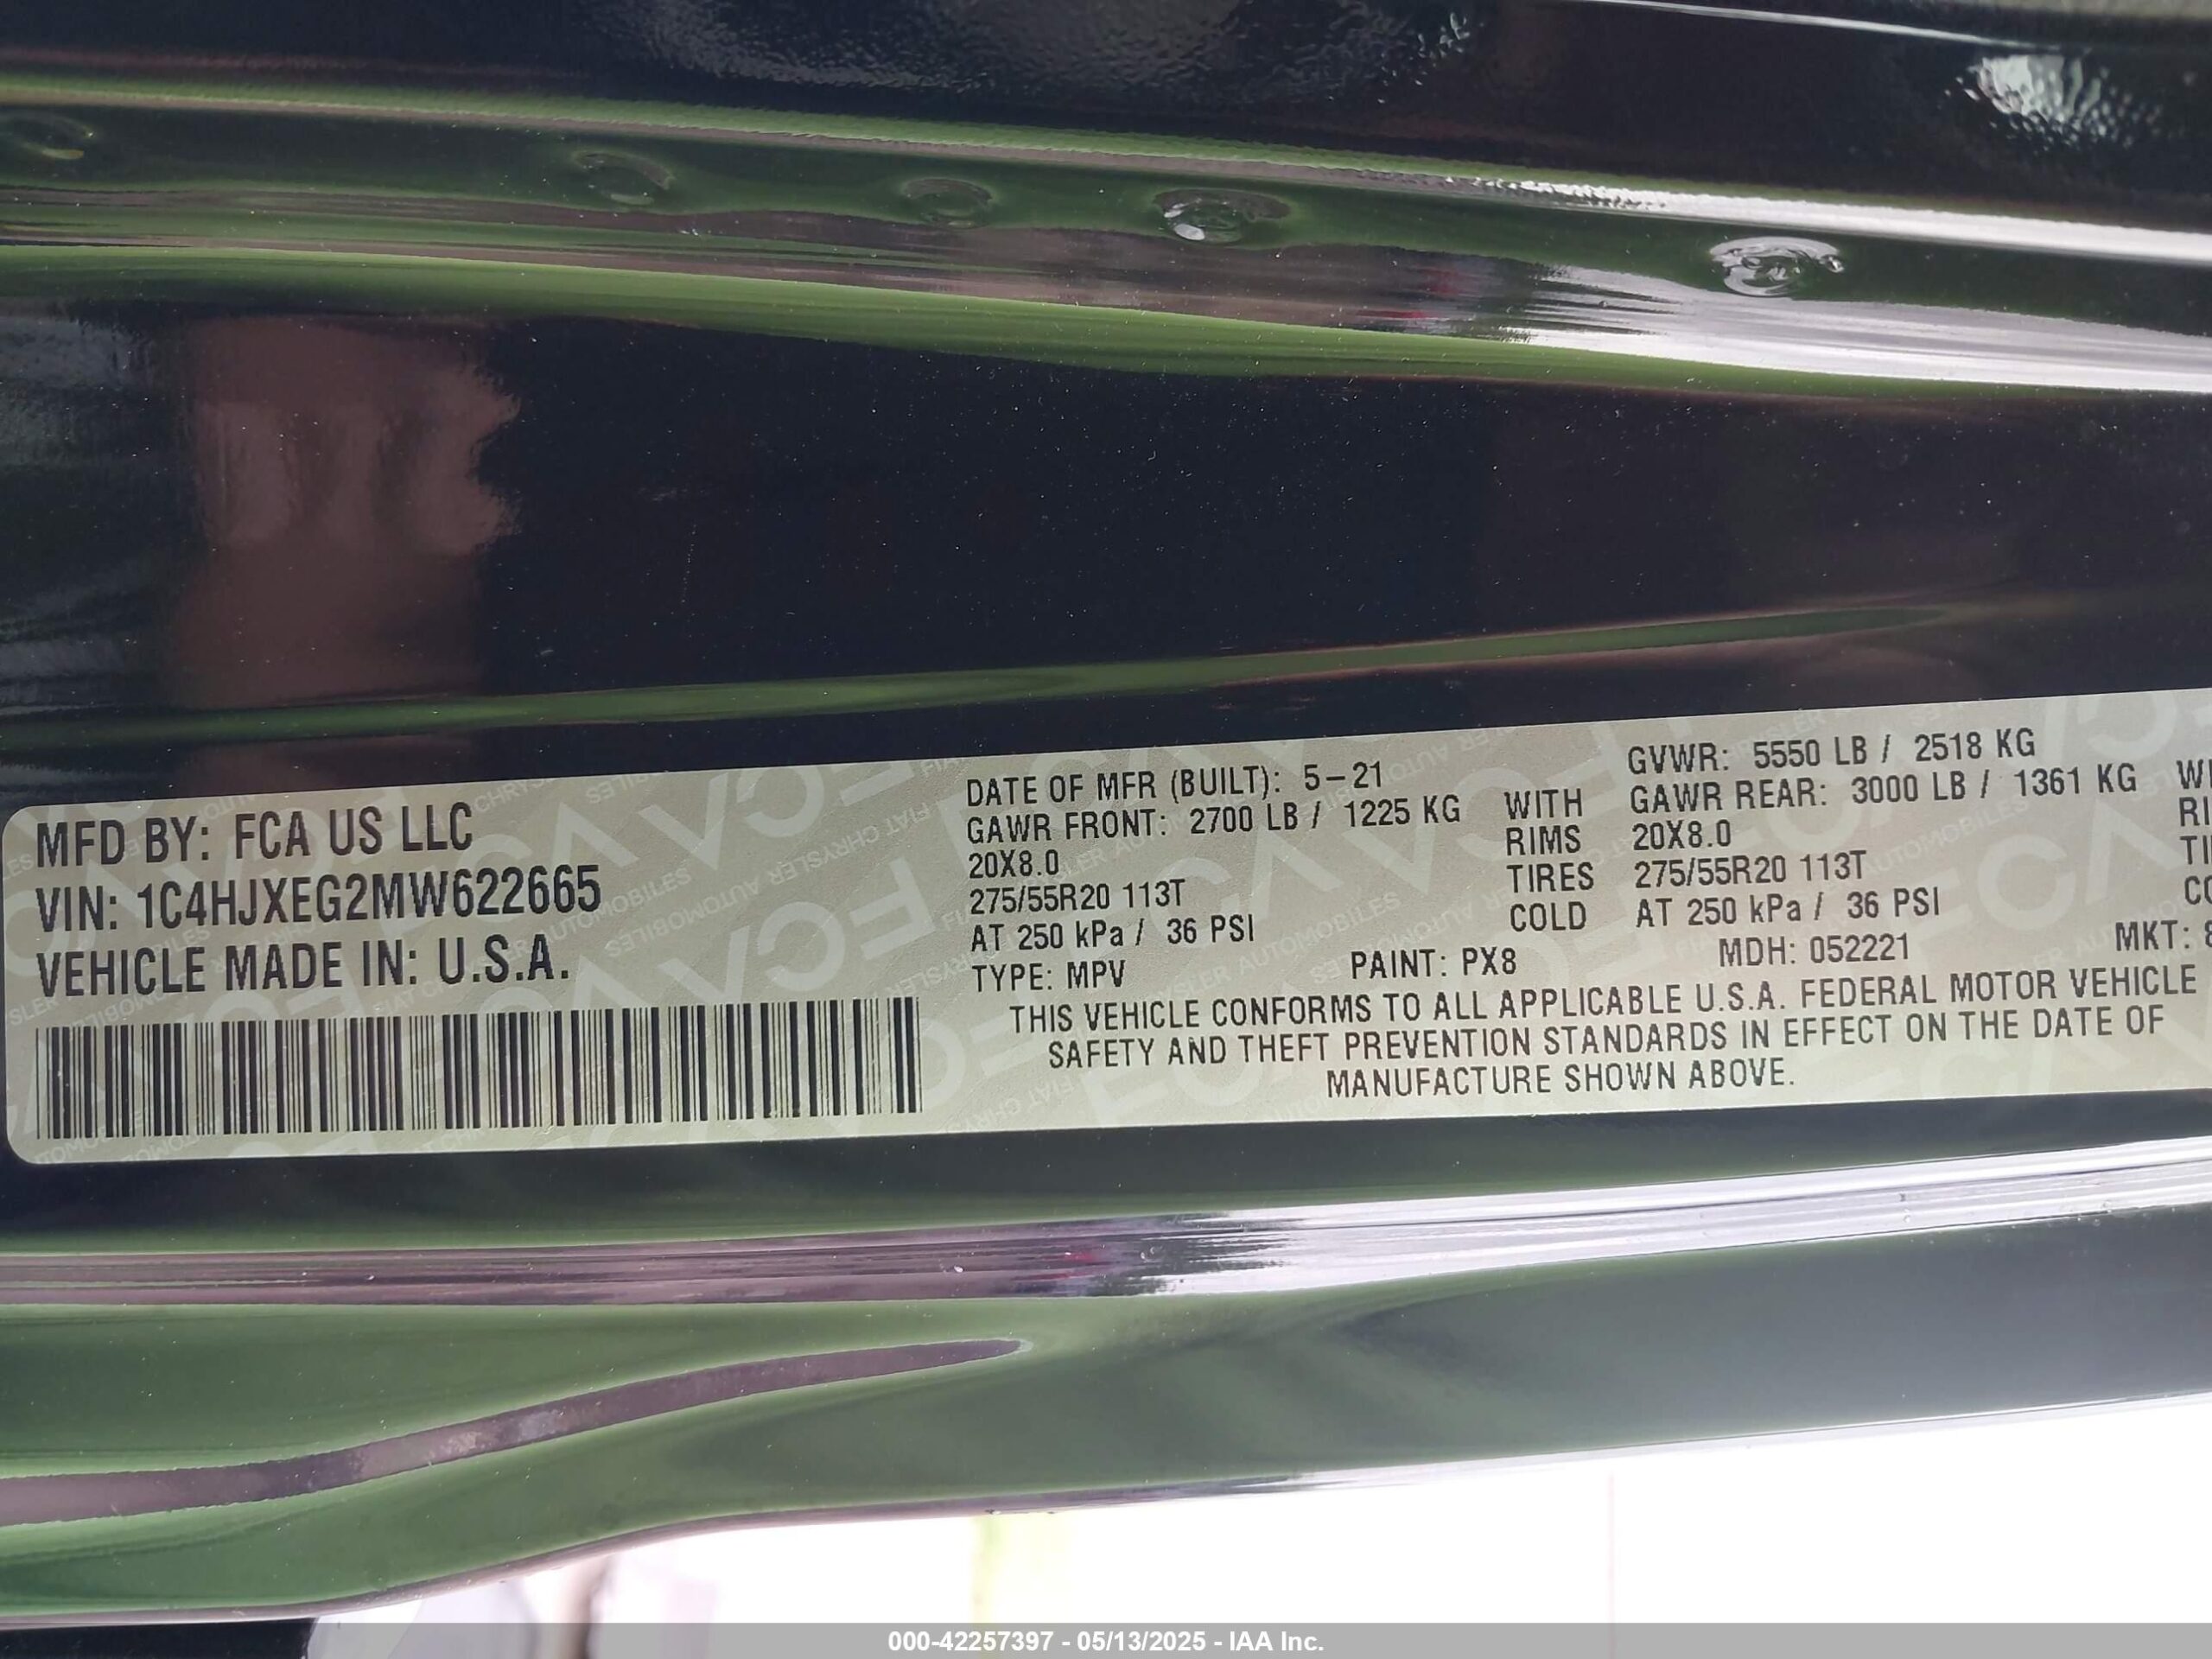 MFD BY: FCA US LLC
VIN: 1C4HJXEG2MW622665
VEHICLE MADE IN: U.S.A.
DATE OF MFR (BUILT): 5-21
GVWR: 5550 LB / 2518 KG
GAWR FRONT: 2700 LB / 1225 KG WITH GAWR REAR: 3000 LB / 1361 KG
20X8.0 RIMS 20X8.0
275/55R20 113T TIRES 275/55R20 113T
AT 250 kPa / 36 PSI COLD AT 250 kPa / 36 PSI
TYPE: MPV PAINT: PX8 MDH: 052221 MKT:
THIS VEHICLE CONFORMS TO ALL APPLICABLE U.S.A. FEDERAL MOTOR VEHICLE
SAFETY AND THEFT PREVENTION STANDARDS IN EFFECT ON THE DATE OF
MANUFACTURE SHOWN ABOVE.
000-42257397 - 05/13/2025 - IAA Inc.